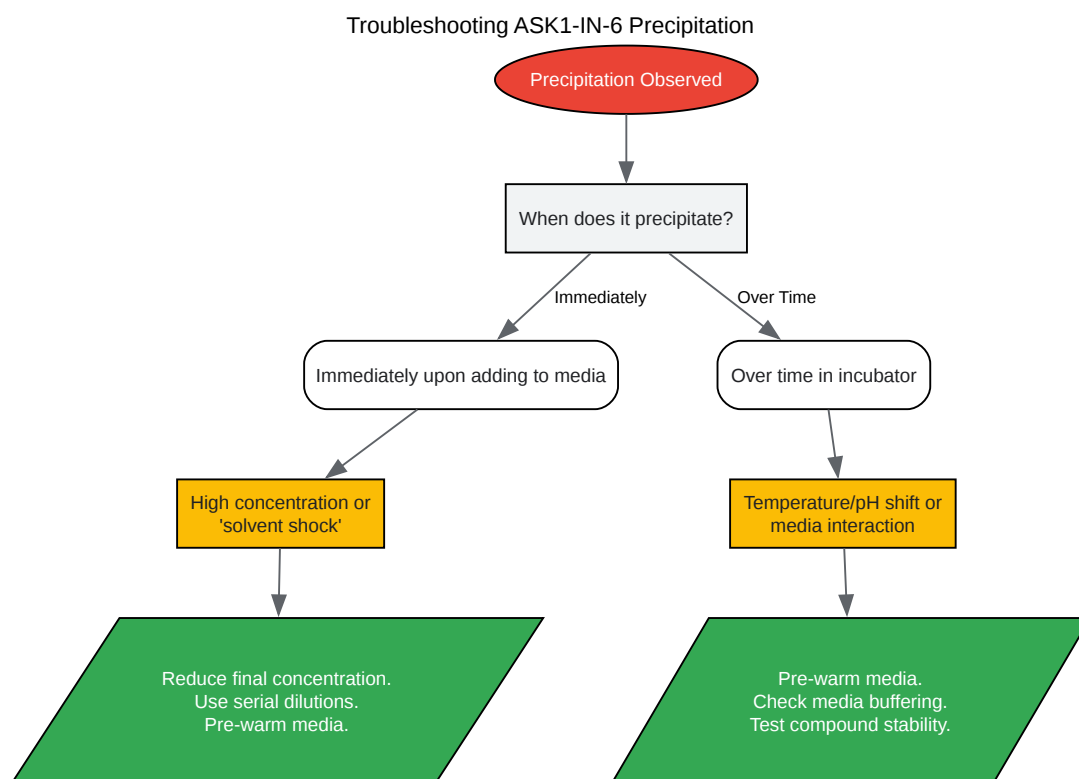 Troubleshooting ASK1-IN-6 Precipitation
Precipitation Observed
When does it precipitate?
Immediately
Over Time
Immediately upon adding to media
Over time in incubator
High concentration or
'solvent shock'
Temperature/pH shift or
media interaction
Reduce final concentration.
Use serial dilutions.
Pre-warm media.
Pre-warm media.
Check media buffering.
Test compound stability.